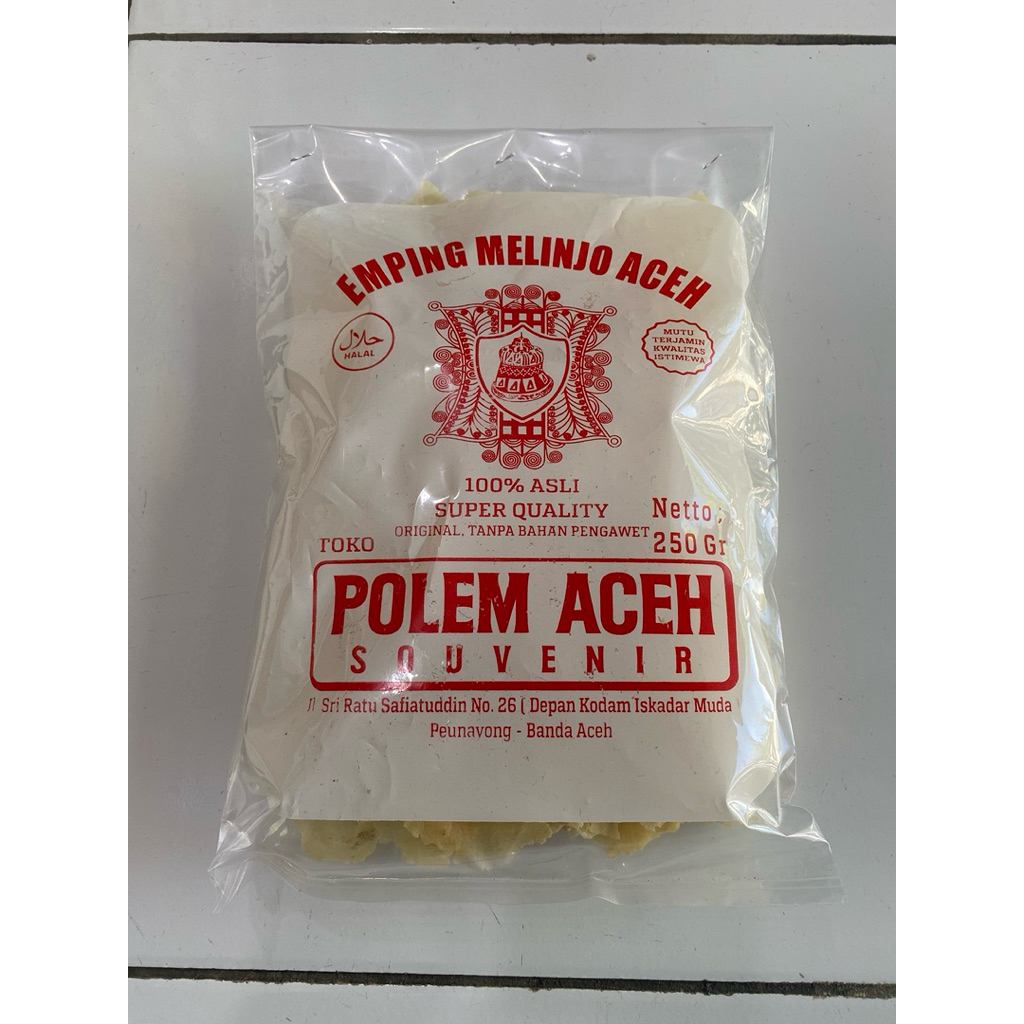 EMPING MELINJO ACEH
حلال
HALAL
MUTU
TERJAMIN
KWALITAS
ISTIMEWA
100% ASLI
SUPER QUALITY
ORIGINAL, TANPA BAHAN PENGAWET
Netto ;
250 Gr
TOKO
POLEM ACEH
SOUVENIR
Jl Sri Ratu Safiatuddin No. 26 ( Depan Kodam Iskadar Muda
Peunayong - Banda Aceh